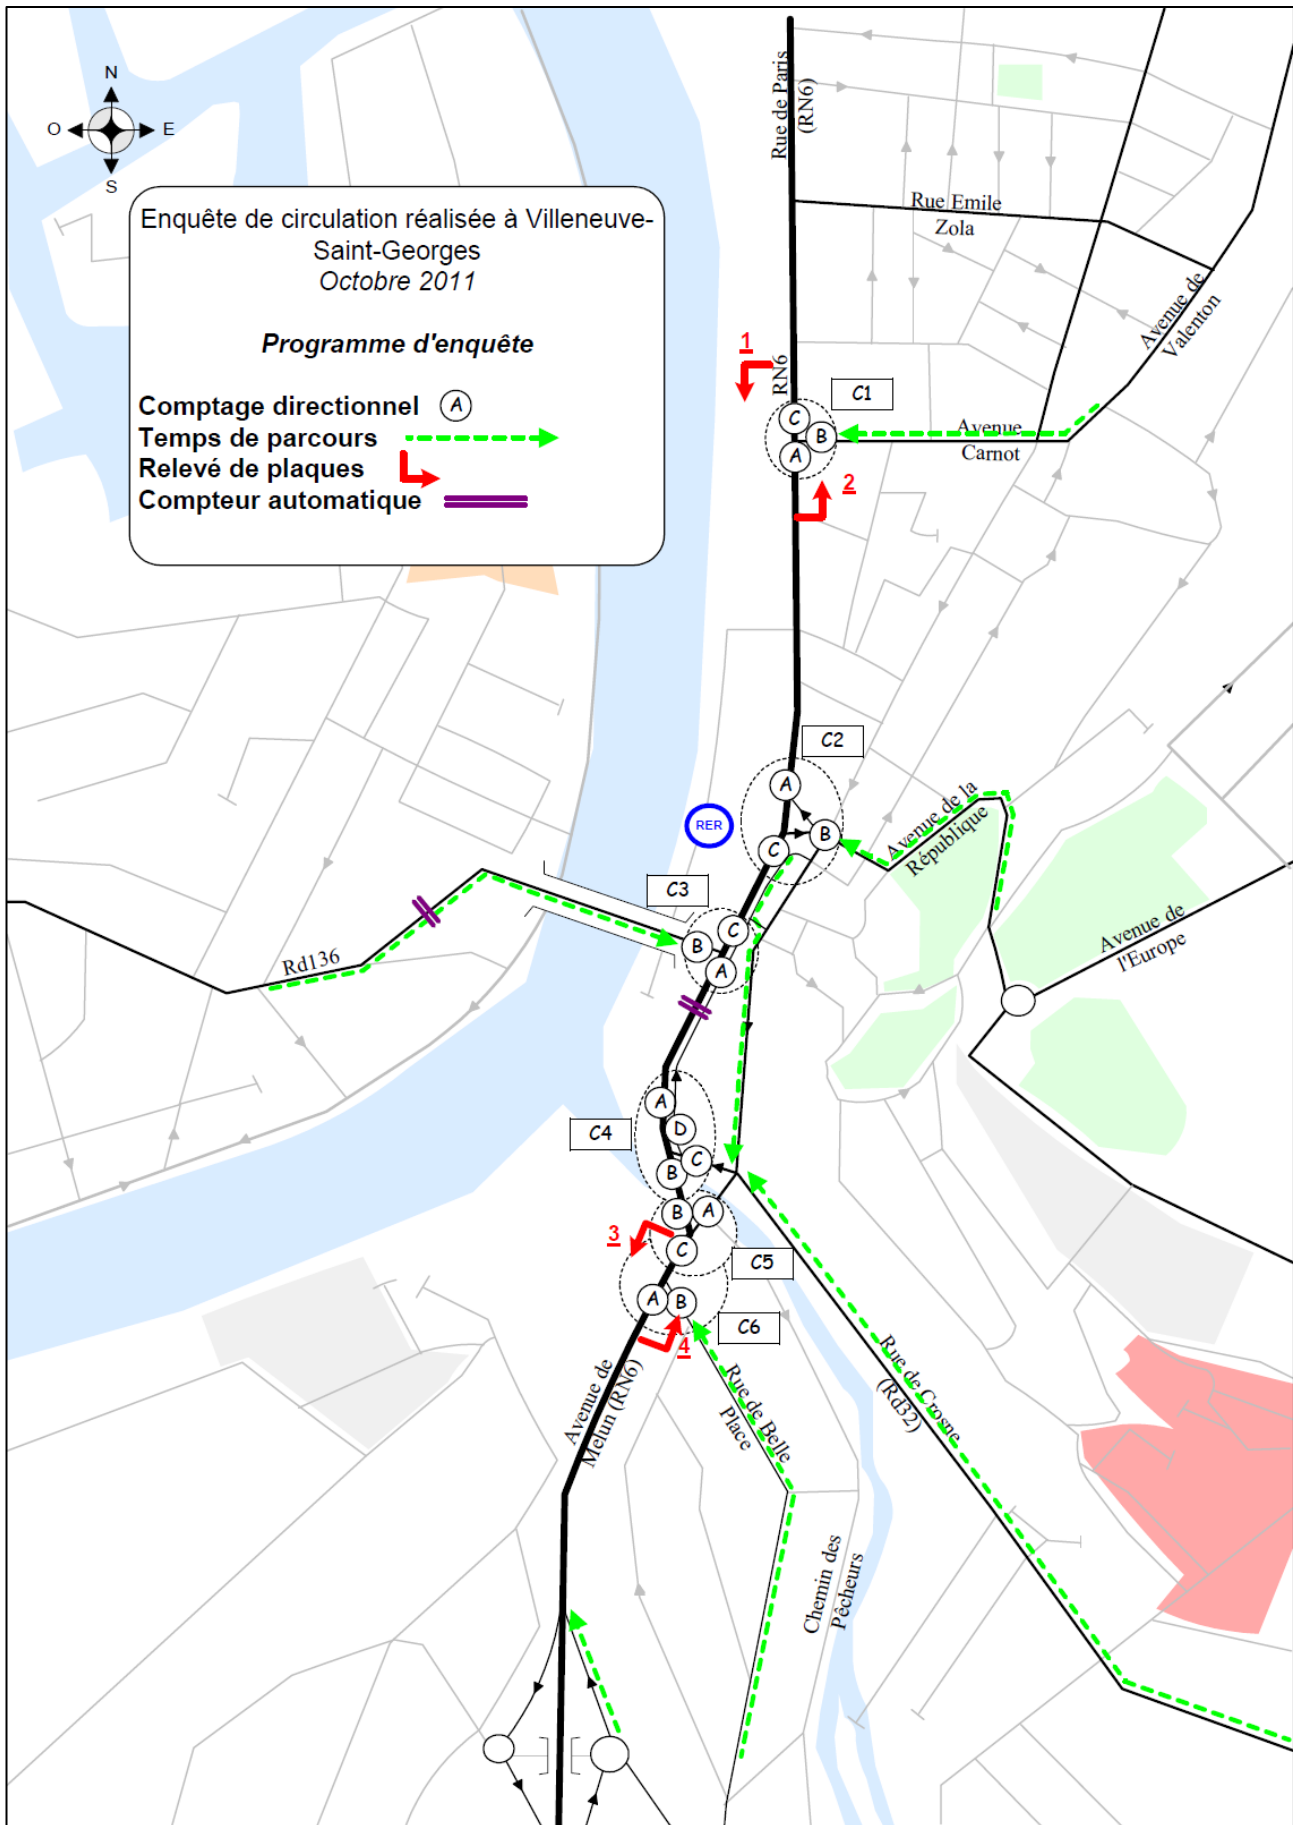 N
O
E
S
Enquête de circulation réalisée à Villeneuve-
Saint-Georges
Octobre 2011
Programme d'enquête
Comptage directionnel A
Temps de parcours
Relevé de plaques
Compteur automatique
Rue de Paris
(RN6)
Rue Emile
Zola
Avenue de
Valenton
1
RN6
C1
C
B
A
Avenue
Carnot
2
C2
A
B
C
RER
Avenue de la
République
C3
C
B
A
Rd136
Avenue de
l'Europe
C4
A
D
C
B
B
A
3
C
C5
A
B
C6
4
Avenue de
Melun (RN6)
Rue de Belle
Place
Rue de Crosne
(Rd32)
Chemin des
Pêcheurs